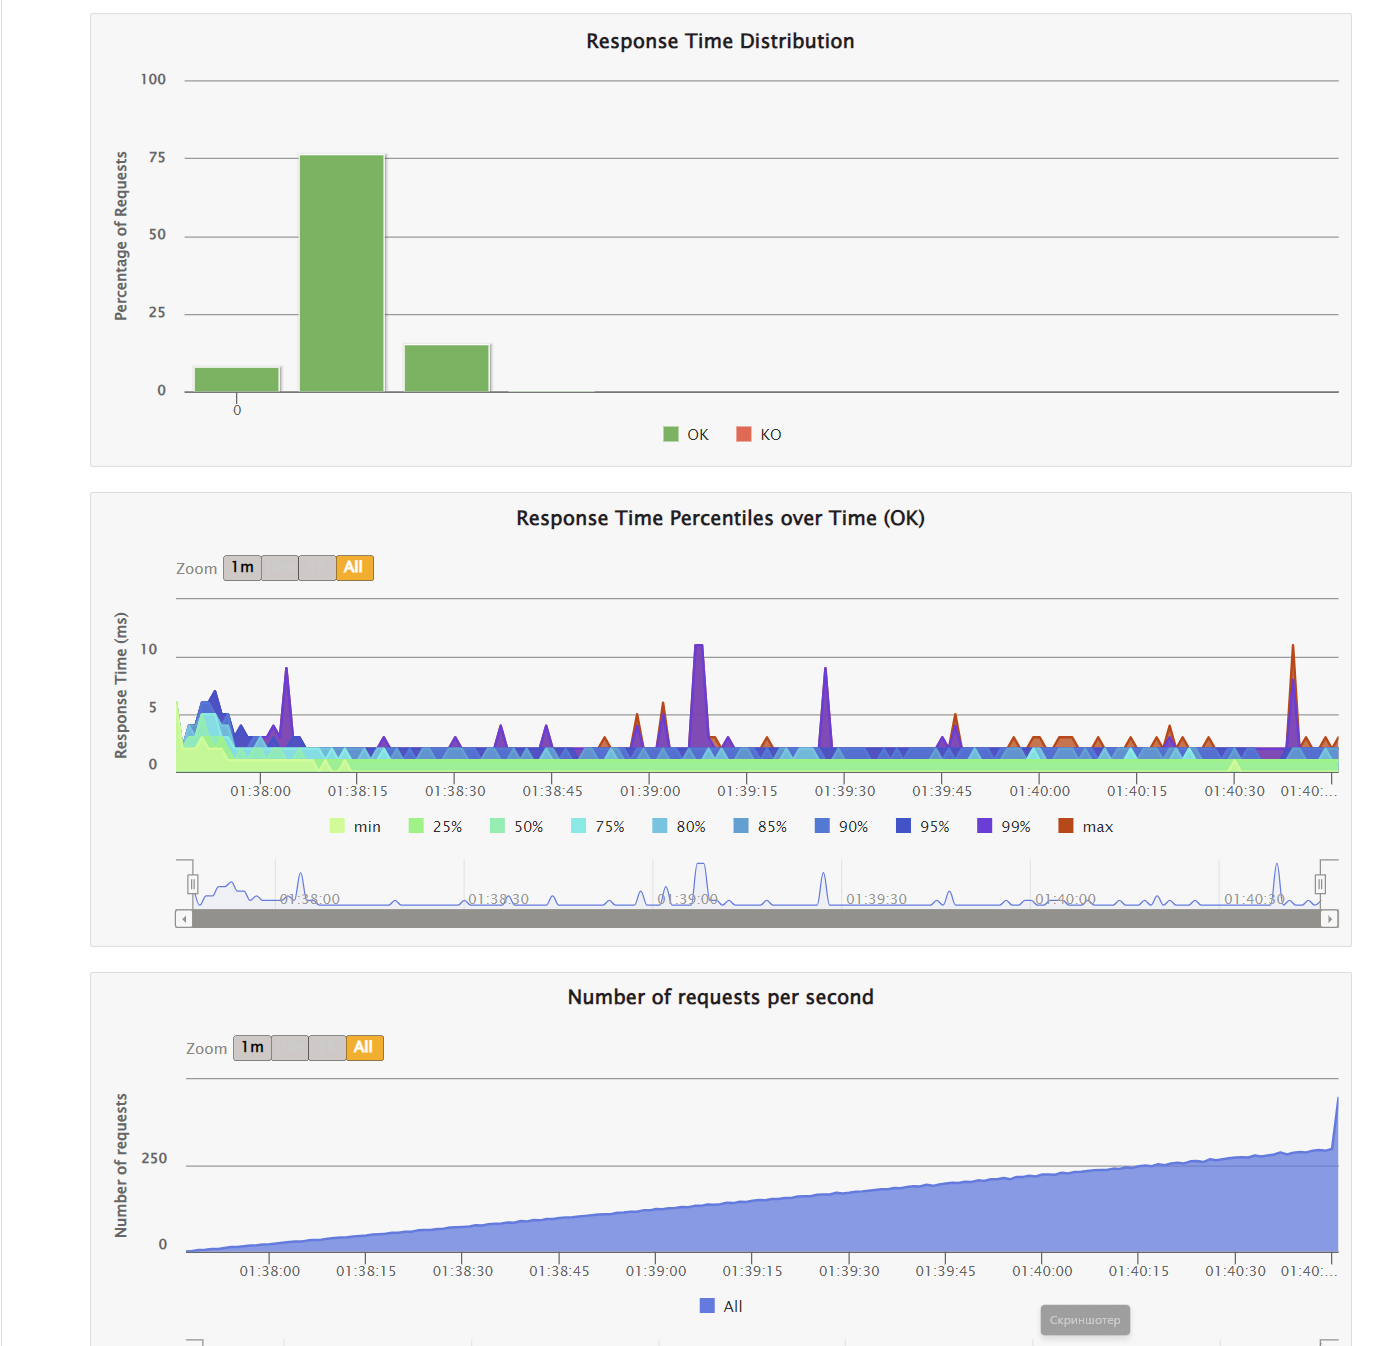 Response Time Distribution
100
75
50
25
0
Percentage of Requests
0
OK KO
Response Time Percentiles over Time (OK)
Zoom 1m All
Response Time (ms)
10
5
0
01:38:00 01:38:15 01:38:30 01:38:45 01:39:00 01:39:15 01:39:30 01:39:45 01:40:00 01:40:15 01:40:30 01:40:...
min 25% 50% 75% 80% 85% 90% 95% 99% max
01:38:00 01:38:30 01:39:00 01:39:30 01:40:00 01:40:30
Number of requests per second
Zoom 1m All
Number of requests
250
0
01:38:00 01:38:15 01:38:30 01:38:45 01:39:00 01:39:15 01:39:30 01:39:45 01:40:00 01:40:15 01:40:30 01:40:...
All
Скриншотер